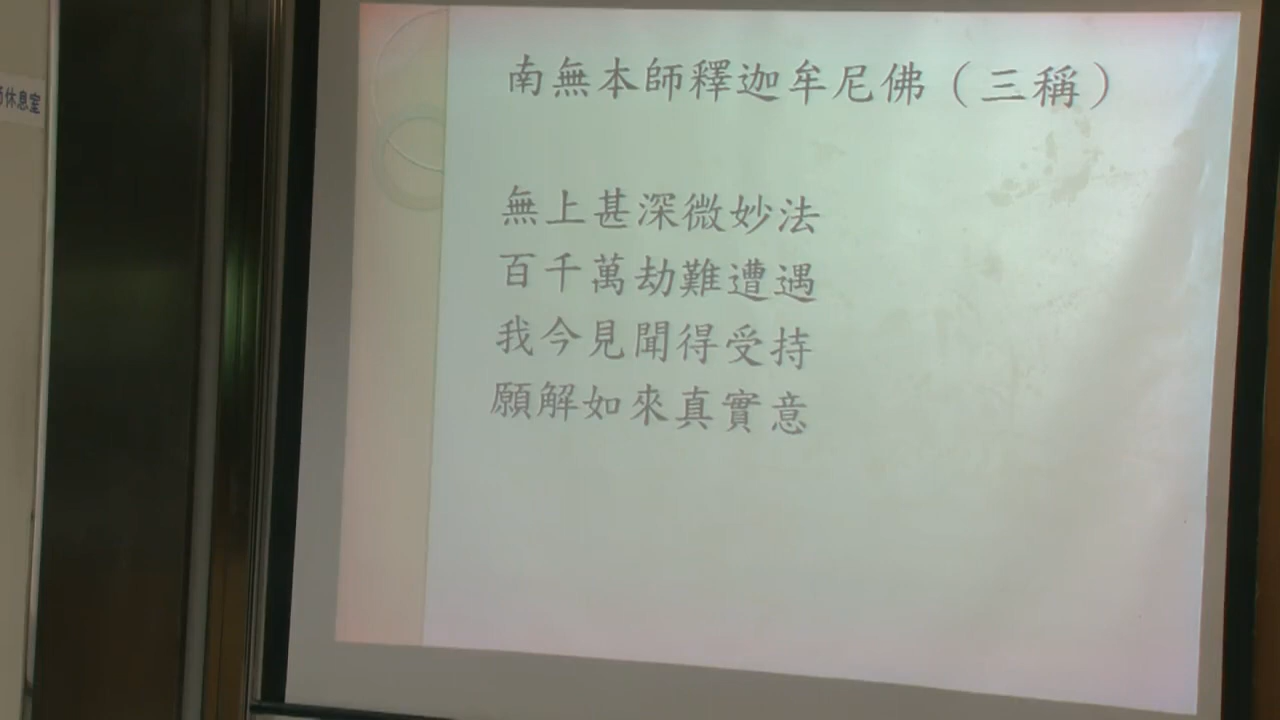 南無本師釋迦牟尼佛（三稱）
無上甚深微妙法
百千萬劫難遭遇
我今見聞得受持
願解如來真實意
休息室